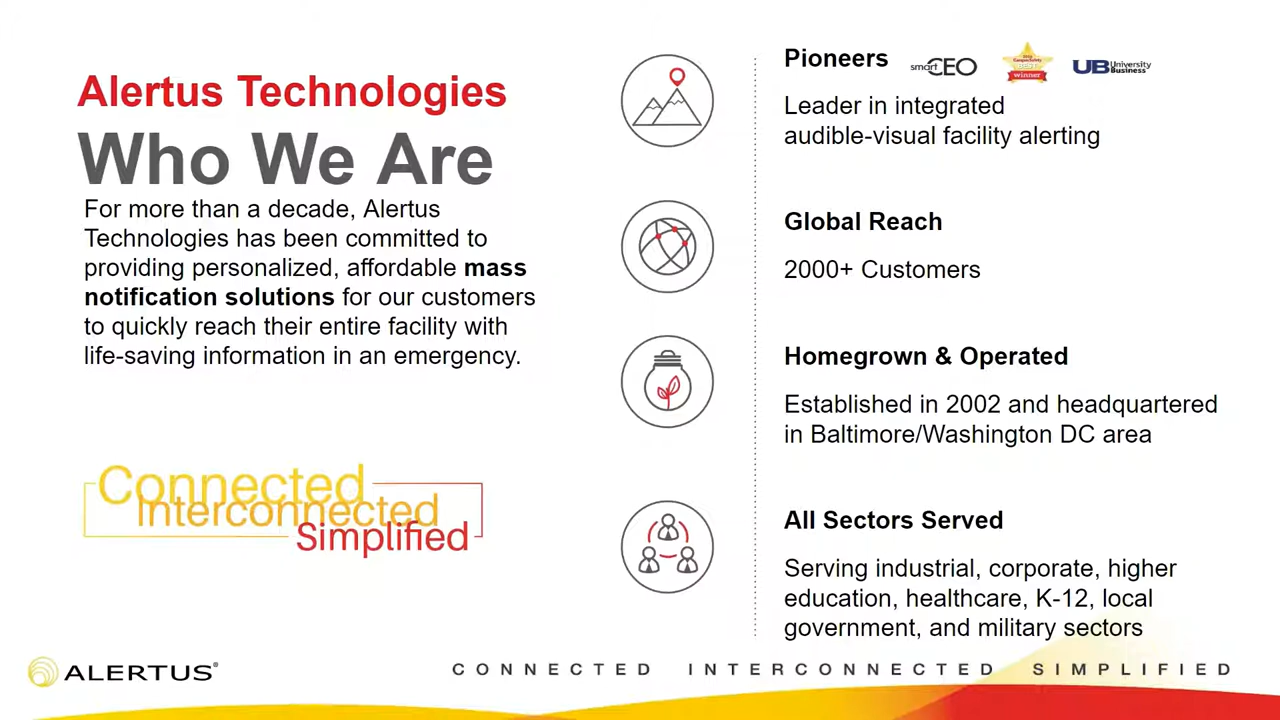 Alertus Technologies
Who We Are
For more than a decade, Alertus
Technologies has been committed to
providing personalized, affordable mass
notification solutions for our customers
to quickly reach their entire facility with
life-saving information in an emergency.
Connected
Interconnected
Simplified
Pioneers
smartCEO
winner
UB University
Business
Leader in integrated
audible-visual facility alerting
Global Reach
2000+ Customers
Homegrown & Operated
Established in 2002 and headquartered
in Baltimore/Washington DC area
All Sectors Served
Serving industrial, corporate, higher
education, healthcare, K-12, local
government, and military sectors
ALERTUS®
CONNECTED INTERCONNECTED SIMPLIFIED